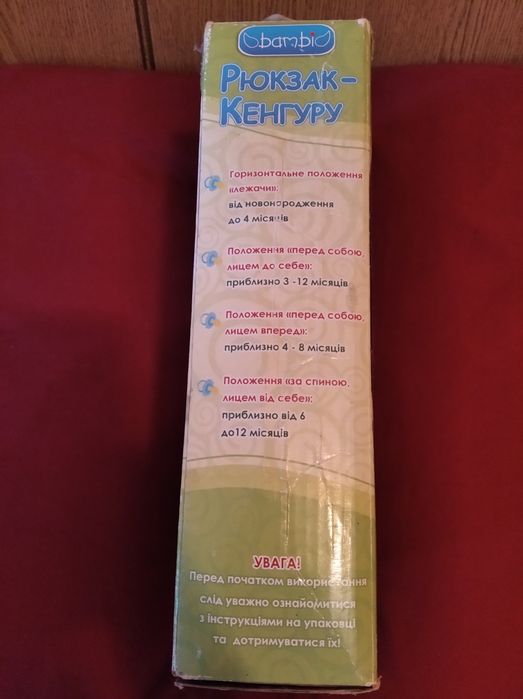 bambi
Рюкзак-
Кенгуру
Горизонтальне положення
«лежачи»:
від новонародження
до 4 місяців
Положення «перед собою,
лицем до себе»:
приблизно 3 -12 місяців
Положення «перед собою,
лицем вперед»:
приблизно 4 - 8 місяців
Положення «за спиною,
лицем від себе»:
приблизно від 6
до12 місяців
УВАГА!
Перед початком використання
слід уважно ознайомитися
з інструкціями на упаковці
та дотримуватися їх!